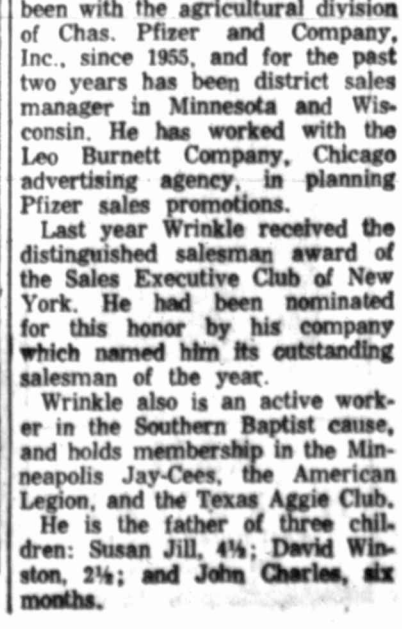 been with the agricultural division
of Chas. Pfizer and Company,
Inc., since 1955, and for the past
two years has been district sales
manager in Minnesota and Wis-
consin. He has worked with the
Leo Burnett Company, Chicago
advertising agency, in planning
Pfizer sales promotions.
Last year Wrinkle received the
distinguished salesman award of
the Sales Executive Club of New
York. He had been nominated
for this honor by his company
which named him its outstanding
salesman of the year.
Wrinkle also is an active work-
er in the Southern Baptist cause,
and holds membership in the Min-
neapolis Jay-Cees, the American
Legion, and the Texas Aggie Club.
He is the father of three chil-
dren: Susan Jill, 4½; David Win-
ston, 2½; and John Charles, six
months.